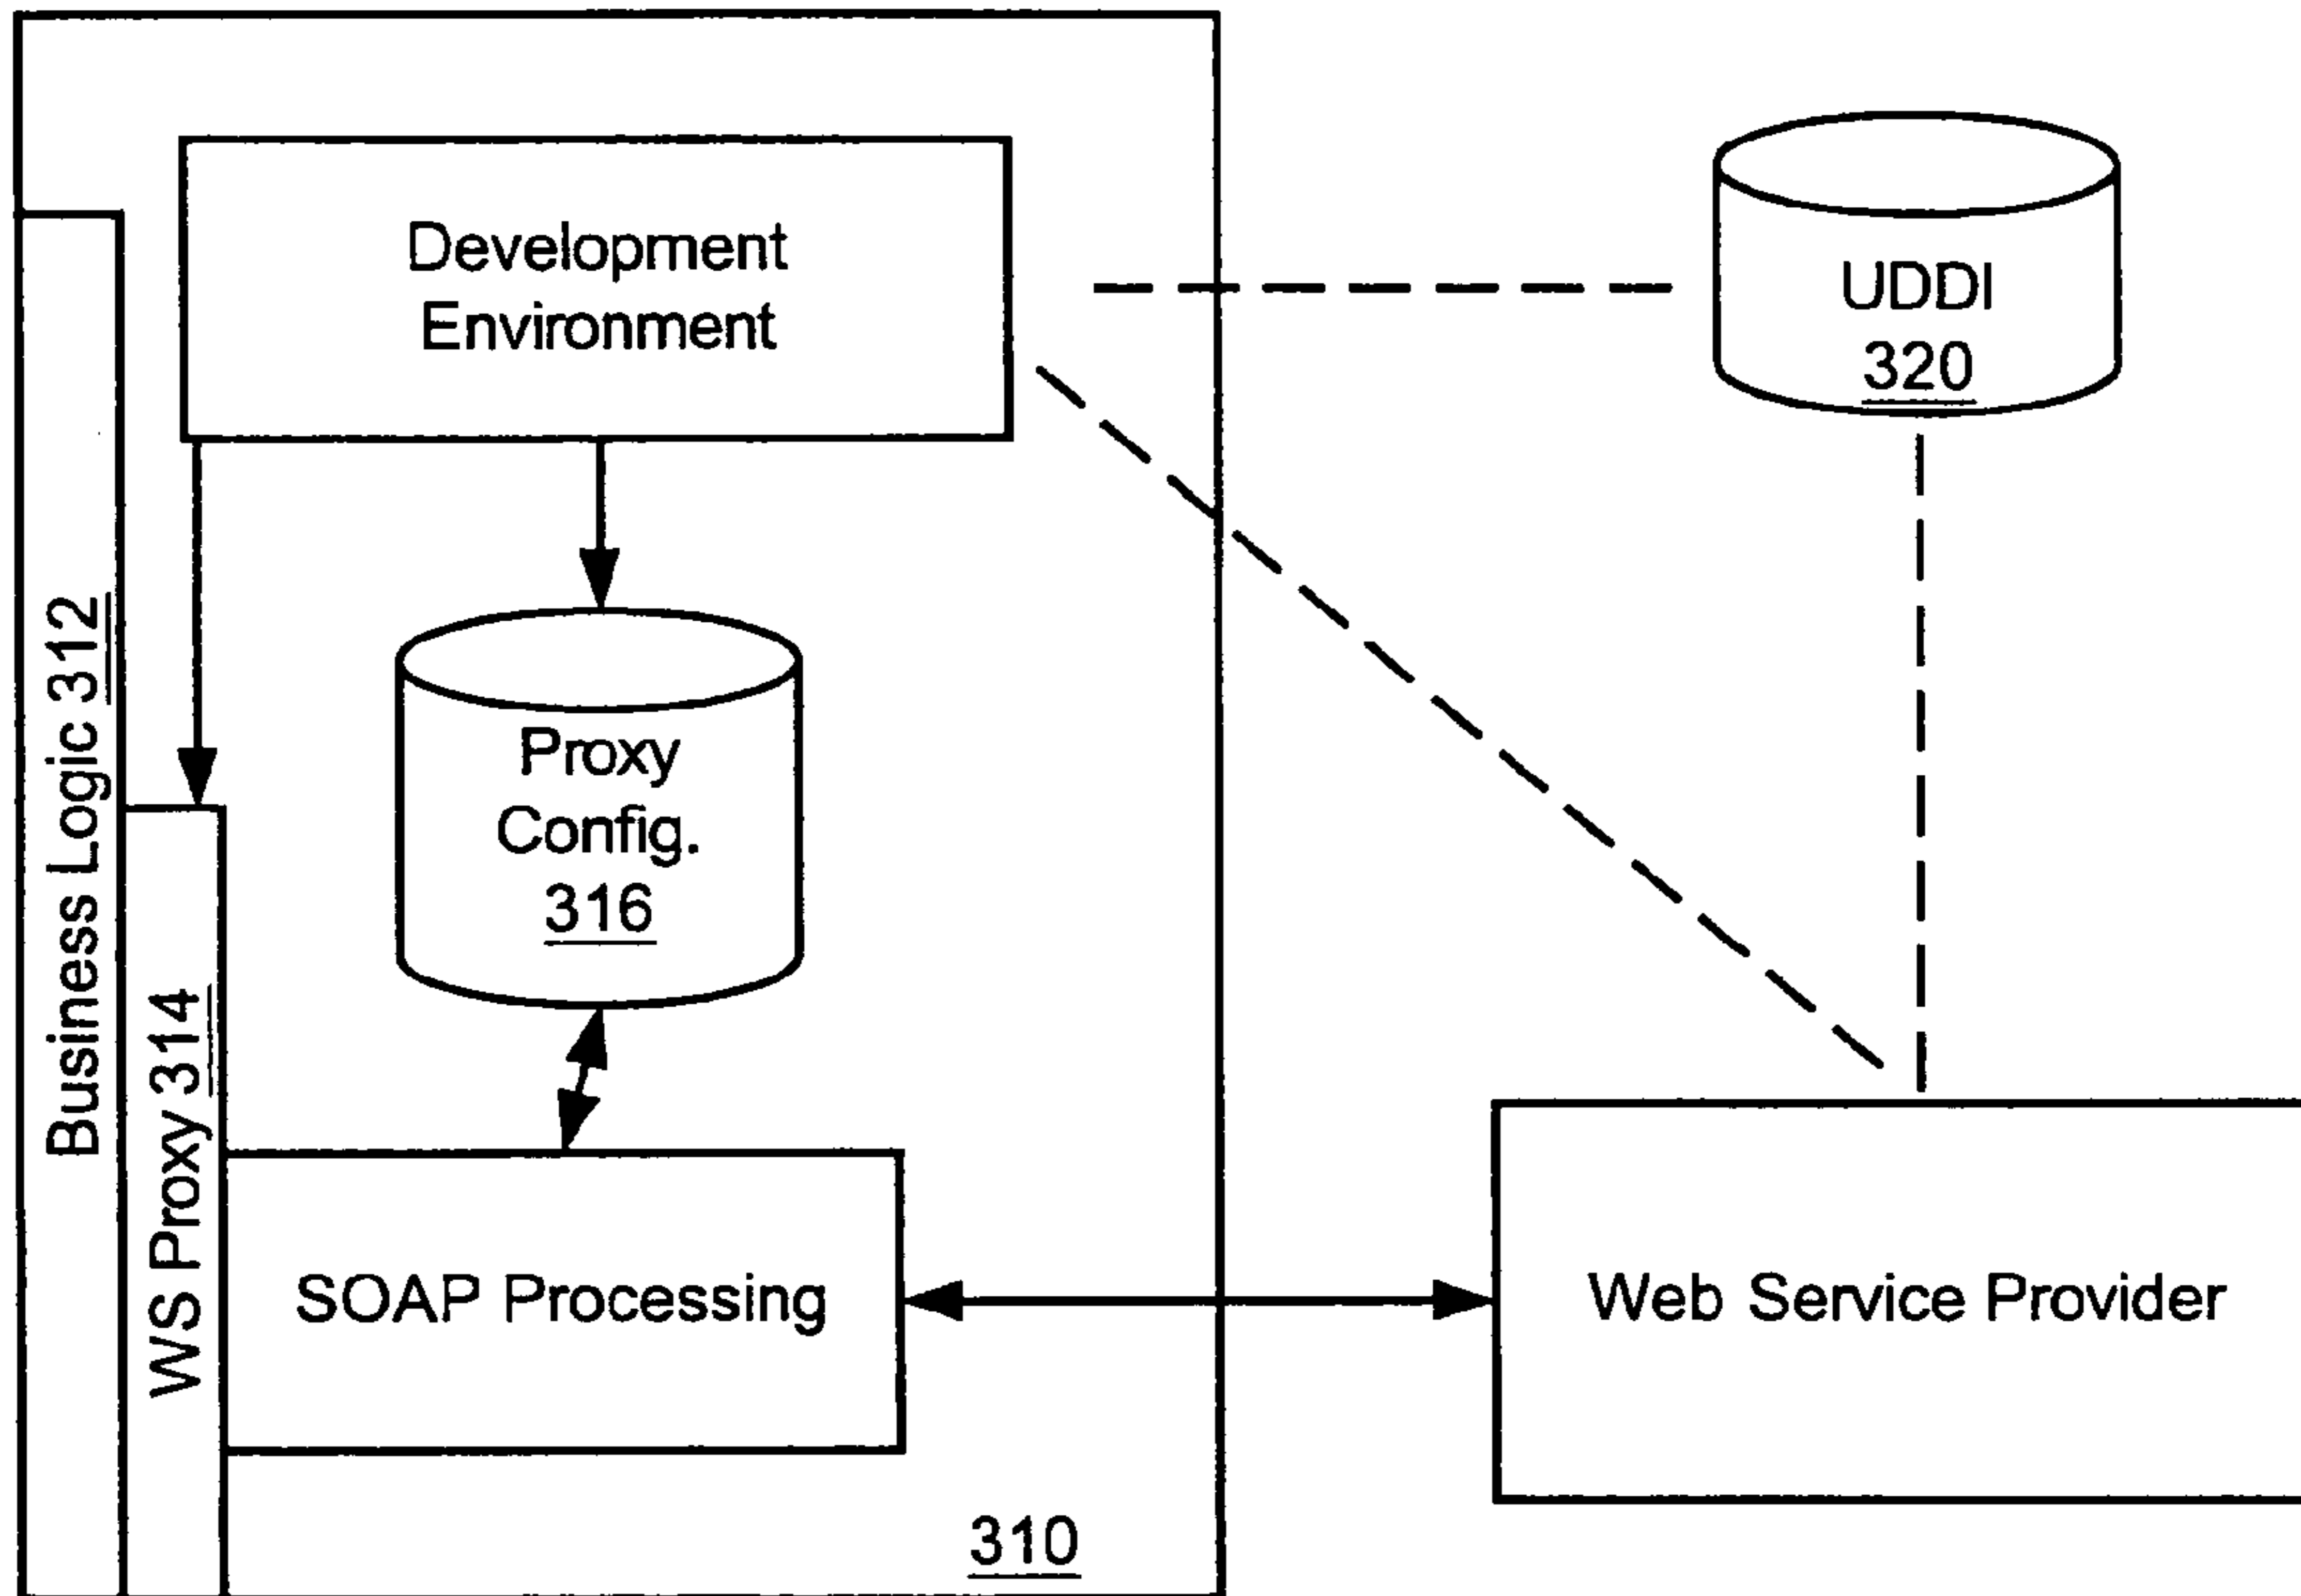 Development
Environment
UDDI
320
Business Logic 312
Proxy
Config.
316
WS Proxy 314
SOAP Processing
Web Service Provider
310